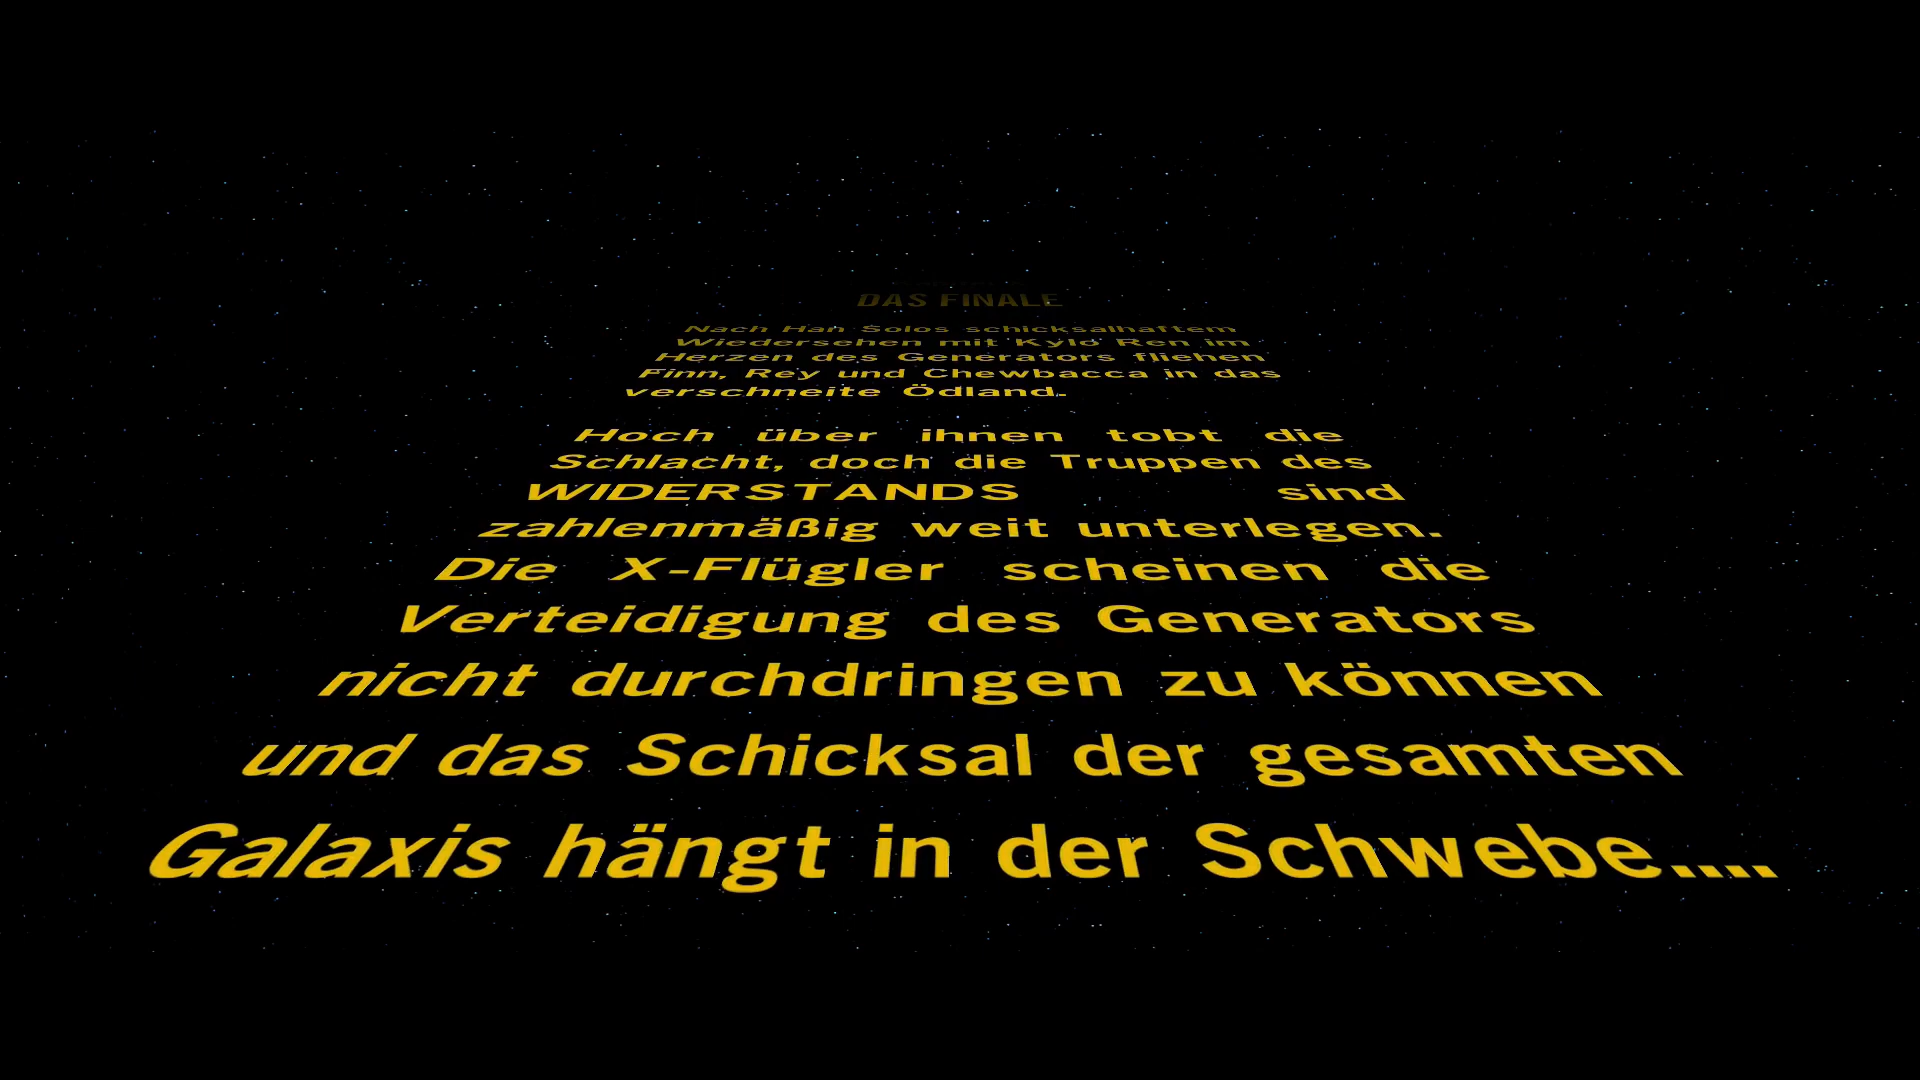 DAS FINALE
Nach Han Solos schicksalhaftem
Wiedersehen mit Kylo Ren im
Herzen des Generators fliehen
Finn, Rey und Chewbacca in das
verschneite Ödland.
Hoch über ihnen tobt die
Schlacht, doch die Truppen des
WIDERSTANDS sind
zahlenmäßig weit unterlegen.
Die X-Flügler scheinen die
Verteidigung des Generators
nicht durchdringen zu können
und das Schicksal der gesamten
Galaxis hängt in der Schwebe....